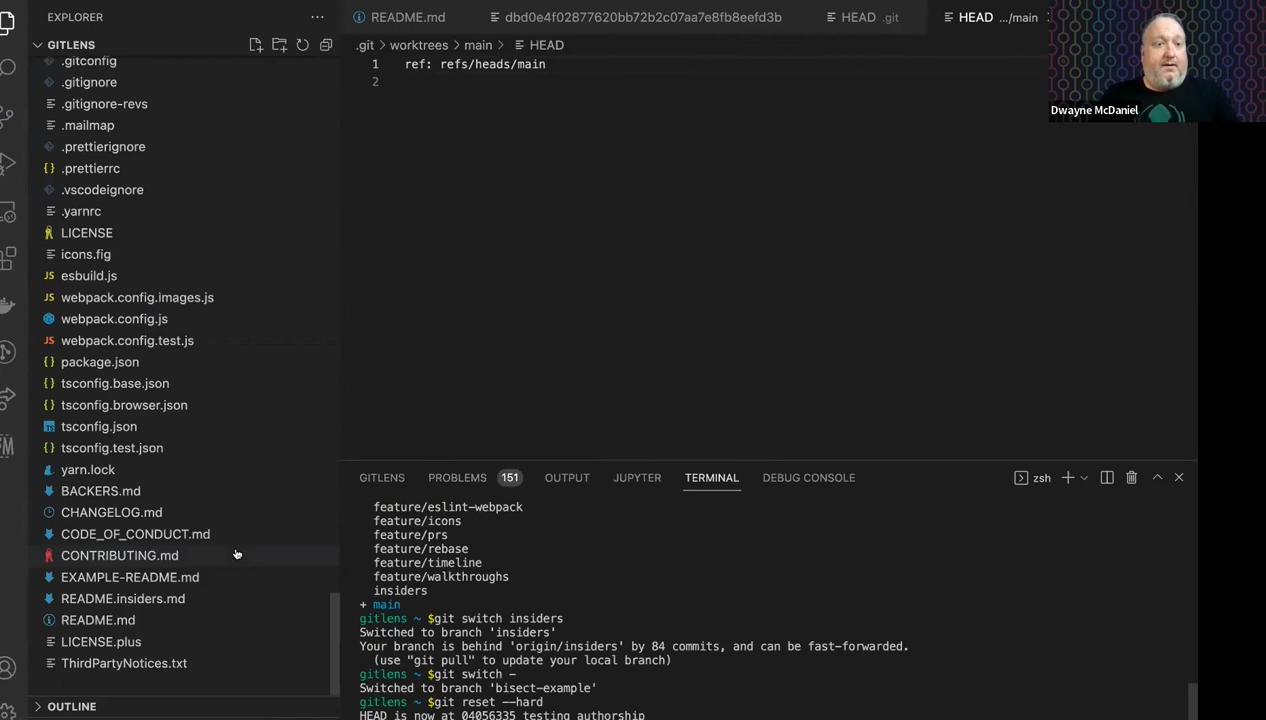 EXPLORER
GITLENS
.gitconfig
.gitignore
.gitignore-revs
.mailmap
.prettierignore
.prettierrc
.vscodeignore
.yarnrc
LICENSE
icons.fig
esbuild.js
webpack.config.images.js
webpack.config.js
webpack.config.test.js
package.json
tsconfig.base.json
tsconfig.browser.json
tsconfig.json
tsconfig.test.json
yarn.lock
BACKERS.md
CHANGELOG.md
CODE_OF_CONDUCT.md
CONTRIBUTING.md
EXAMPLE-README.md
README.insiders.md
README.md
LICENSE.plus
ThirdPartyNotices.txt
OUTLINE
README.md dbd0e4f02877620bb72b2c07aa7e8fb8eefd3b HEAD .git HEAD .../main
.git > worktrees > main > HEAD
1 ref: refs/heads/main
2
Dwayne McDaniel
GITLENS PROBLEMS 151 OUTPUT JUPYTER TERMINAL DEBUG CONSOLE zsh
feature/eslint-webpack
feature/icons
feature/prs
feature/rebase
feature/timeline
feature/walkthroughs
insiders
+ main
gitlens ~ $git switch insiders
Switched to branch 'insiders'
Your branch is behind 'origin/insiders' by 84 commits, and can be fast-forwarded.
(use "git pull" to update your local branch)
gitlens ~ $git switch -
Switched to branch 'bisect-example'
gitlens ~ $git reset --hard
HEAD is now at 04056335 testing authorship